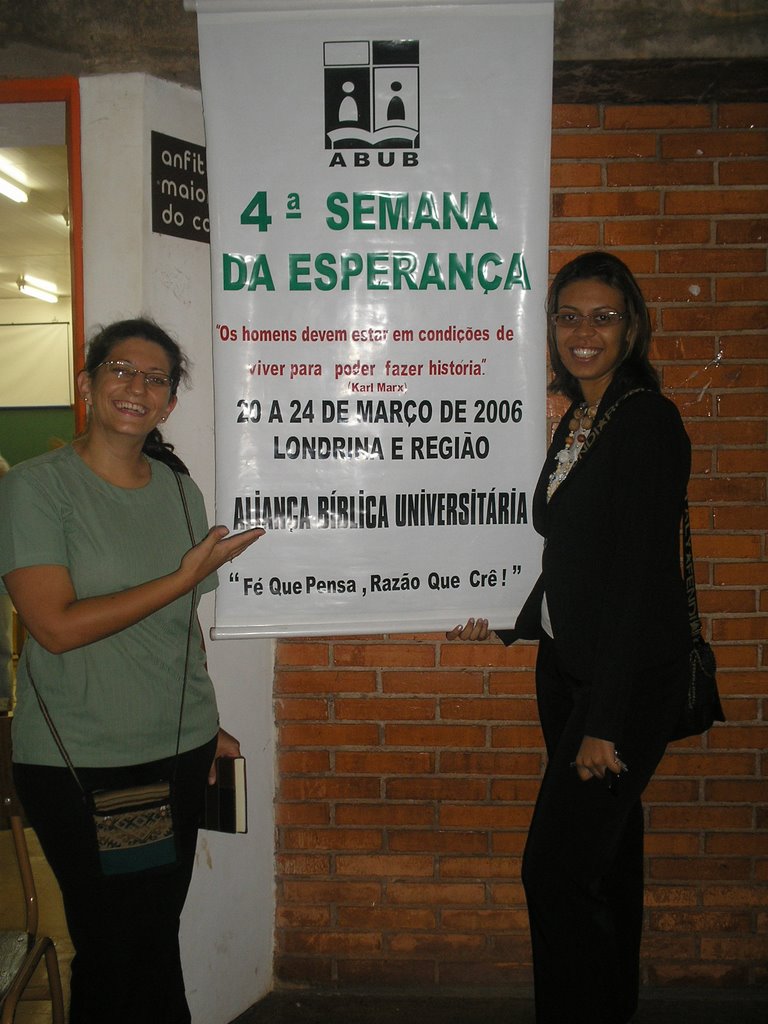 anfit
maio
do co
ABUB
4ª SEMANA
DA ESPERANÇA
"Os homens devem estar em condições de
viver para poder fazer história."
(Karl Marx)
20 A 24 DE MARÇO DE 2006
LONDRINA E REGIÃO
ALIANÇA BÍBLICA UNIVERSITÁRIA
"Fé Que Pensa, Razão Que Crê!"